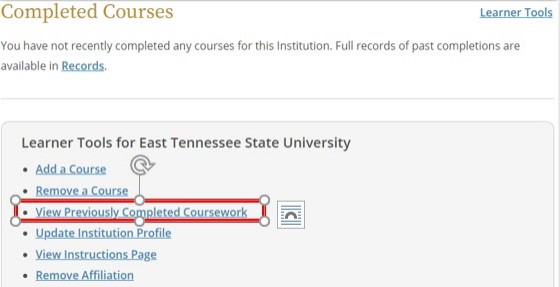 Completed Courses
Learner Tools
You have not recently completed any courses for this Institution. Full records of past completions are
available in Records.
Learner Tools for East Tennessee State University
Add a Course
Remove a Course
View Previously Completed Coursework
Update Institution Profile
View Instructions Page
Remove Affiliation